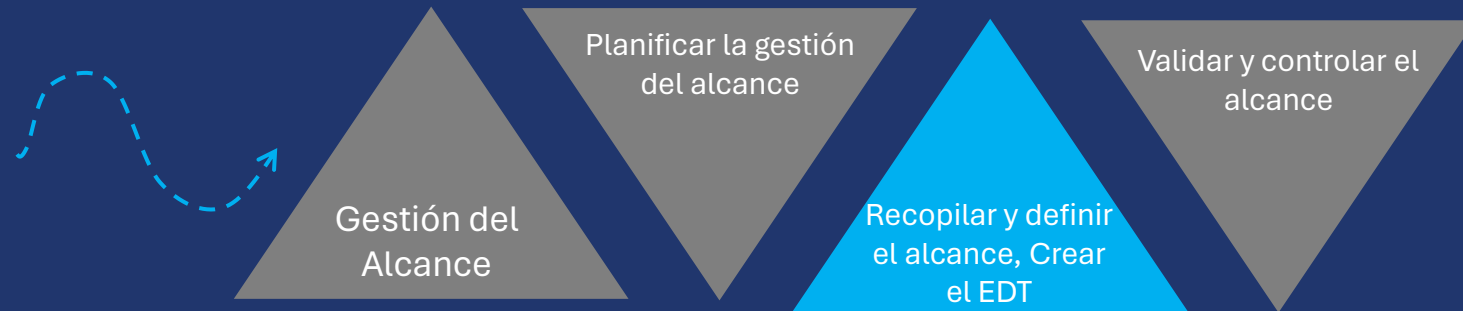 Gestión del
Alcance
Planificar la gestión
del alcance
Recopilar y definir
el alcance, Crear
el EDT
Validar y controlar el
alcance